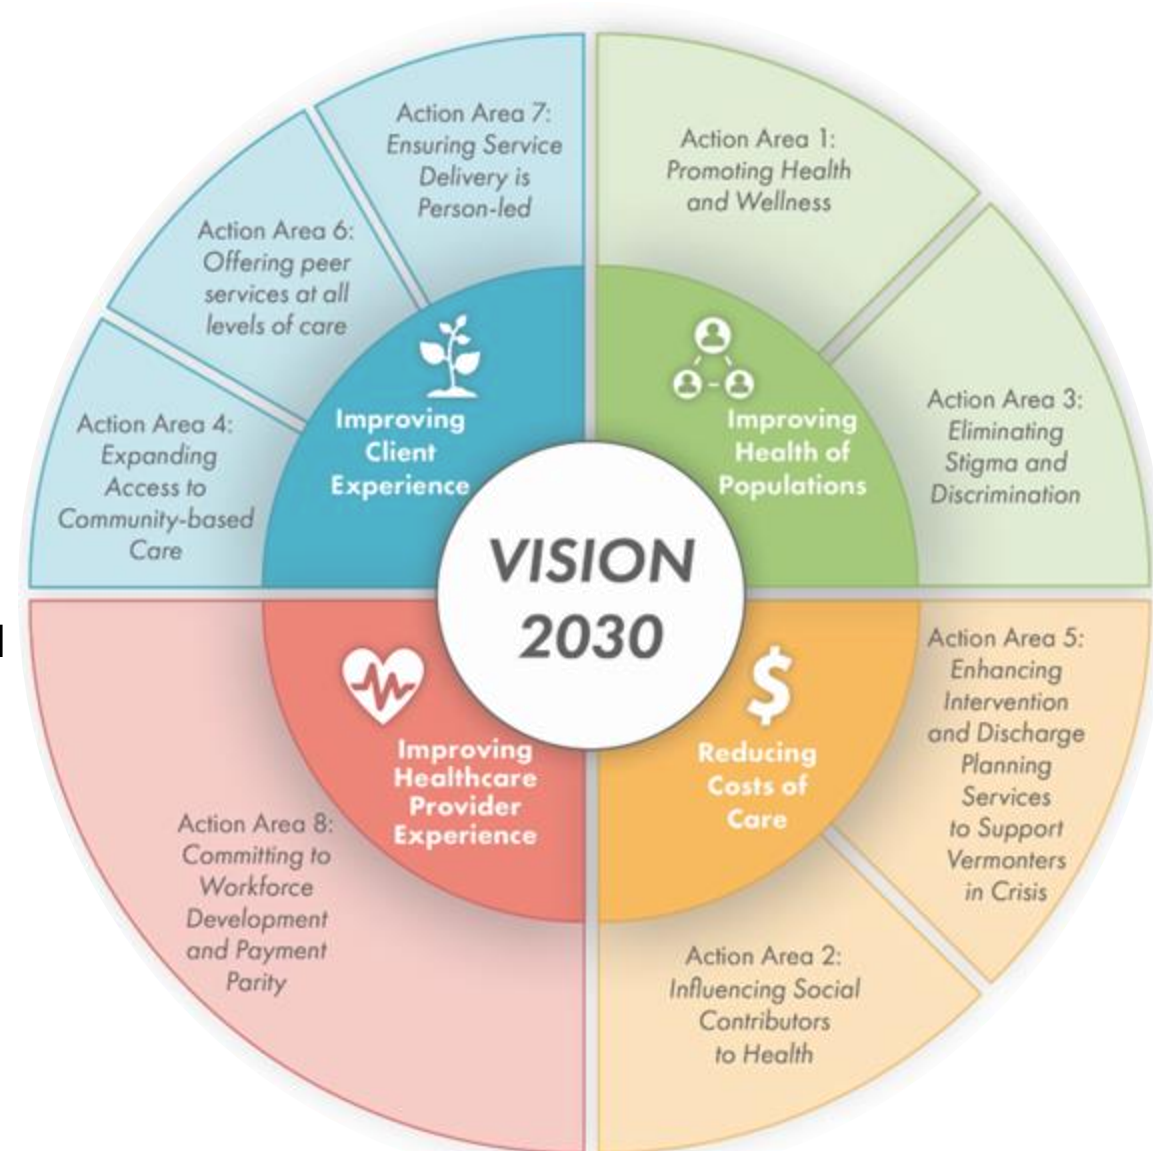 Action Area 7:
Ensuring Service
Delivery is
Person-led
Action Area 1:
Promoting Health
and Wellness
Action Area 6:
Offering peer
services at all
levels of care
Action Area 4:
Expanding
Access to
Community-based
Care
Improving
Client
Experience
Improving
Health of
Populations
Action Area 3:
Eliminating
Stigma and
Discrimination
VISION
2030
Improving
Healthcare
Provider
Experience
Reducing
Costs of
Care
Action Area 5:
Enhancing
Intervention
and Discharge
Planning
Services
to Support
Vermonters
in Crisis
Action Area 8:
Committing to
Workforce
Development
and Payment
Parity
Action Area 2:
Influencing Social
Contributors
to Health